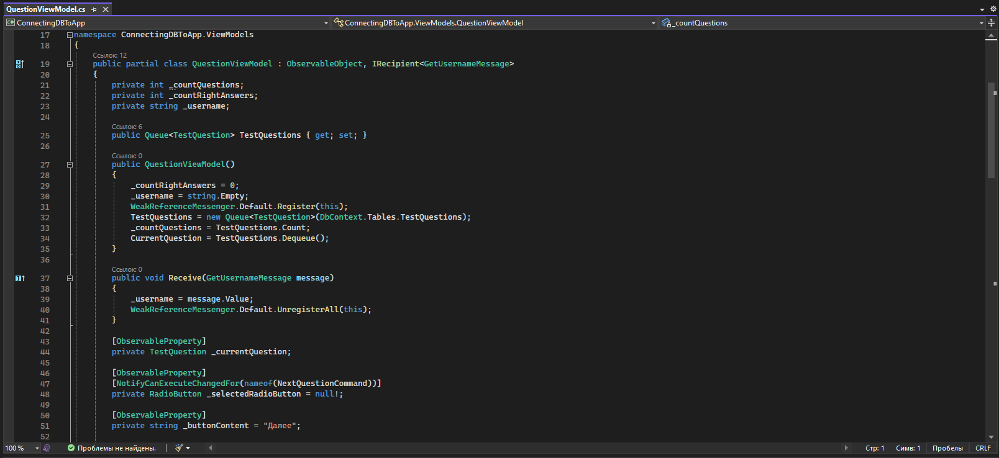 QuestionViewModel.cs
ConnectingDBToApp
ConnectingDBToApp.ViewModels.QuestionViewModel
_countQuestions
17 namespace ConnectingDBToApp.ViewModels
18 {
Ссылок: 12
19 public partial class QuestionViewModel : ObservableObject, IRecipient<GetUsernameMessage>
20 {
21 private int _countQuestions;
22 private int _countRightAnswers;
23 private string _username;
24
Ссылок: 6
25 public Queue<TestQuestion> TestQuestions { get; set; }
26
Ссылок: 0
27 public QuestionViewModel()
28 {
29 _countRightAnswers = 0;
30 _username = string.Empty;
31 WeakReferenceMessenger.Default.Register(this);
32 TestQuestions = new Queue<TestQuestion>(DbContext.Tables.TestQuestions);
33 _countQuestions = TestQuestions.Count;
34 CurrentQuestion = TestQuestions.Dequeue();
35 }
36
Ссылок: 0
37 public void Receive(GetUsernameMessage message)
38 {
39 _username = message.Value;
40 WeakReferenceMessenger.Default.UnregisterAll(this);
41 }
42
43 [ObservableProperty]
44 private TestQuestion _currentQuestion;
45
46 [ObservableProperty]
47 [NotifyCanExecuteChangedFor(nameof(NextQuestionCommand))]
48 private RadioButton _selectedRadioButton = null!;
49
50 [ObservableProperty]
51 private string _buttonContent = "Далее";
52
100 %
Проблемы не найдены.
Стр: 1
Симв: 1
Пробелы
CRLF